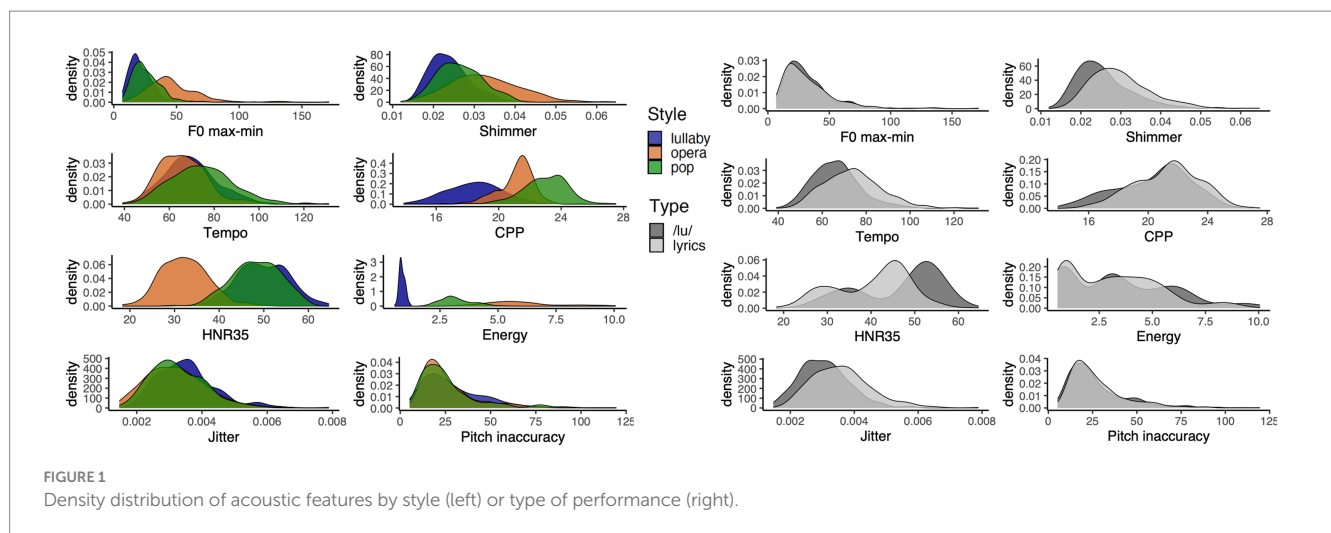 density
0.05
0.04
0.03
0.02
0.01
0.00
0 50 100 150
F0 max-min
density
80
60
40
20
0
0.01 0.02 0.03 0.04 0.05 0.06
Shimmer
density
0.03
0.02
0.01
0.00
40 60 80 100 120
Tempo
density
0.4
0.3
0.2
0.1
0.0
16 20 24 28
CPP
density
0.06
0.04
0.02
0.00
20 30 40 50 60
HNR35
density
3
2
1
0
2.5 5.0 7.5 10.0
Energy
density
500
400
300
200
100
0
0.002 0.004 0.006 0.008
Jitter
density
0.04
0.03
0.02
0.01
0.00
0 25 50 75 100 125
Pitch inaccuracy
Style
lullaby
opera
pop
Type
/lu/
lyrics
density
0.03
0.02
0.01
0.00
0 50 100 150
F0 max-min
density
60
40
20
0
0.01 0.02 0.03 0.04 0.05 0.06
Shimmer
density
0.03
0.02
0.01
0.00
40 60 80 100 120
Tempo
density
0.20
0.15
0.10
0.05
0.00
16 20 24 28
CPP
density
0.06
0.04
0.02
0.00
20 30 40 50 60
HNR35
density
0.20
0.15
0.10
0.05
0.00
2.5 5.0 7.5 10.0
Energy
density
500
400
300
200
100
0
0.002 0.004 0.006 0.008
Jitter
density
0.04
0.03
0.02
0.01
0.00
0 25 50 75 100 125
Pitch inaccuracy
FIGURE 1
Density distribution of acoustic features by style (left) or type of performance (right).